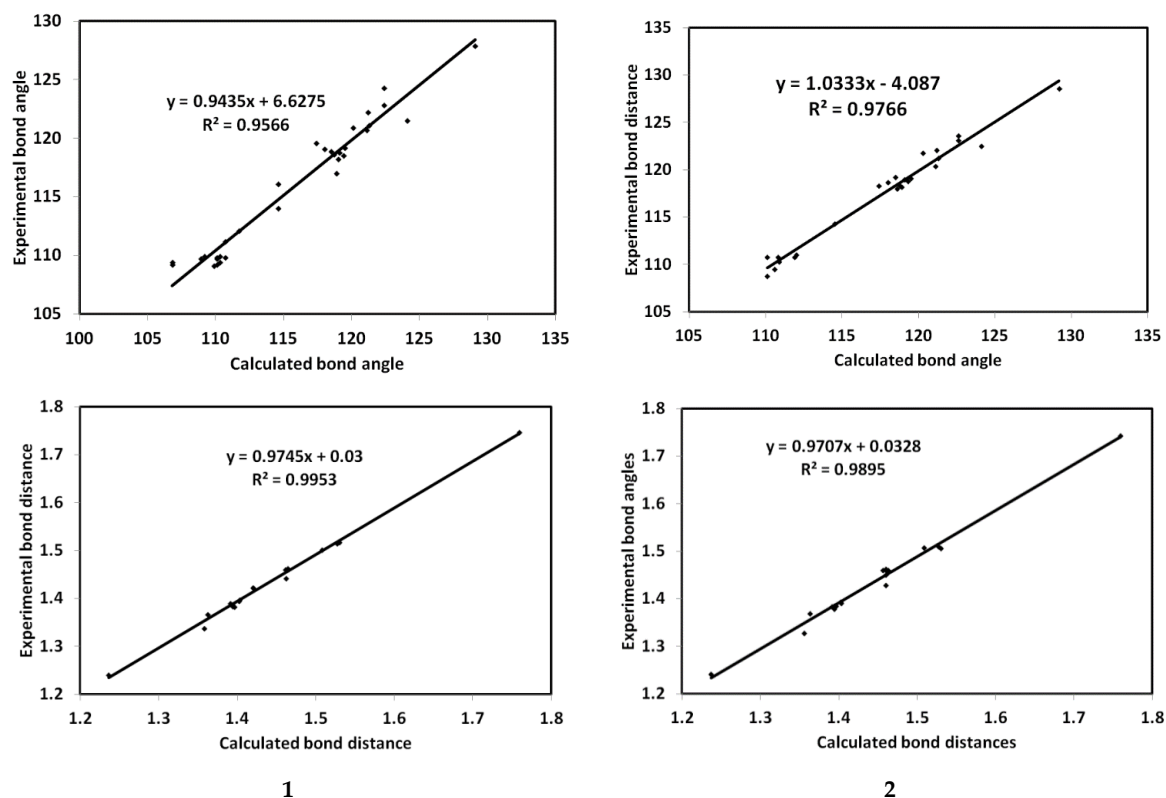 Experimental bond angle
130
125
120
115
110
105
y = 0.9435x + 6.6275
R² = 0.9566
100 105 110 115 120 125 130 135
Calculated bond angle
Experimental bond distance
135
130
125
120
115
110
105
y = 1.0333x - 4.087
R² = 0.9766
105 110 115 120 125 130 135
Calculated bond angle
Experimental bond distance
1.8
1.7
1.6
1.5
1.4
1.3
1.2
y = 0.9745x + 0.03
R² = 0.9953
1.2 1.3 1.4 1.5 1.6 1.7 1.8
Calculated bond distance
Experimental bond angles
1.8
1.7
1.6
1.5
1.4
1.3
1.2
y = 0.9707x + 0.0328
R² = 0.9895
1.2 1.3 1.4 1.5 1.6 1.7 1.8
Calculated bond distances
1
2